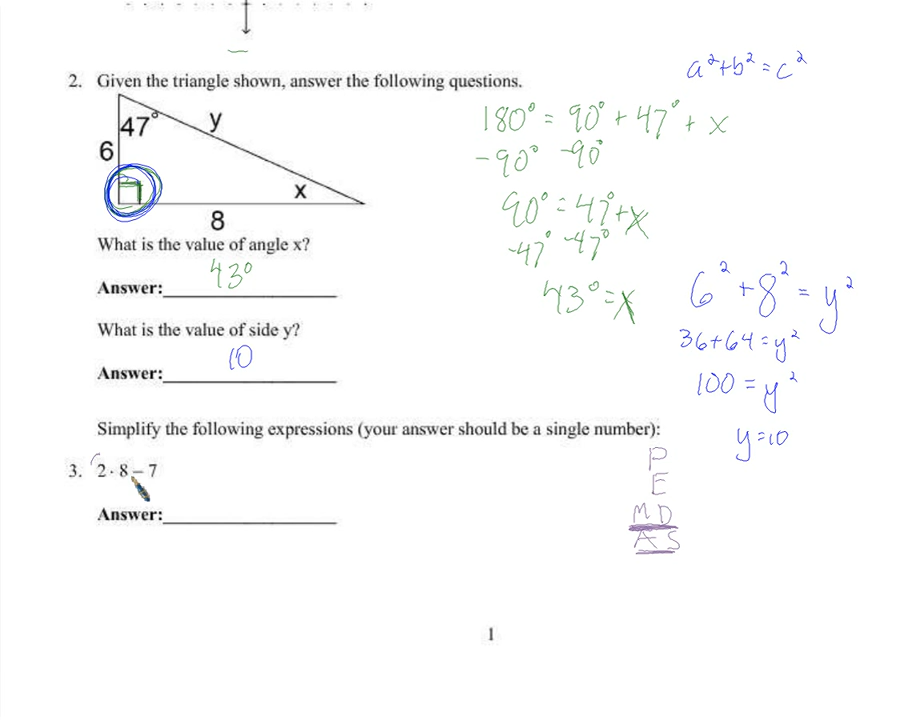 a²+b²=c²
2. Given the triangle shown, answer the following questions.
47°
y
6
x
8
180° = 90° + 47° + x
-90° -90°
90° = 47° + x
-47° -47°
43° = x
What is the value of angle x?
43°
Answer:____________________
What is the value of side y?
10
Answer:____________________
6² + 8² = y²
36+64 = y²
100 = y²
y=10
Simplify the following expressions (your answer should be a single number):
P
E
M D
A S
3. (2 · 8 – 7
Answer:____________________
1